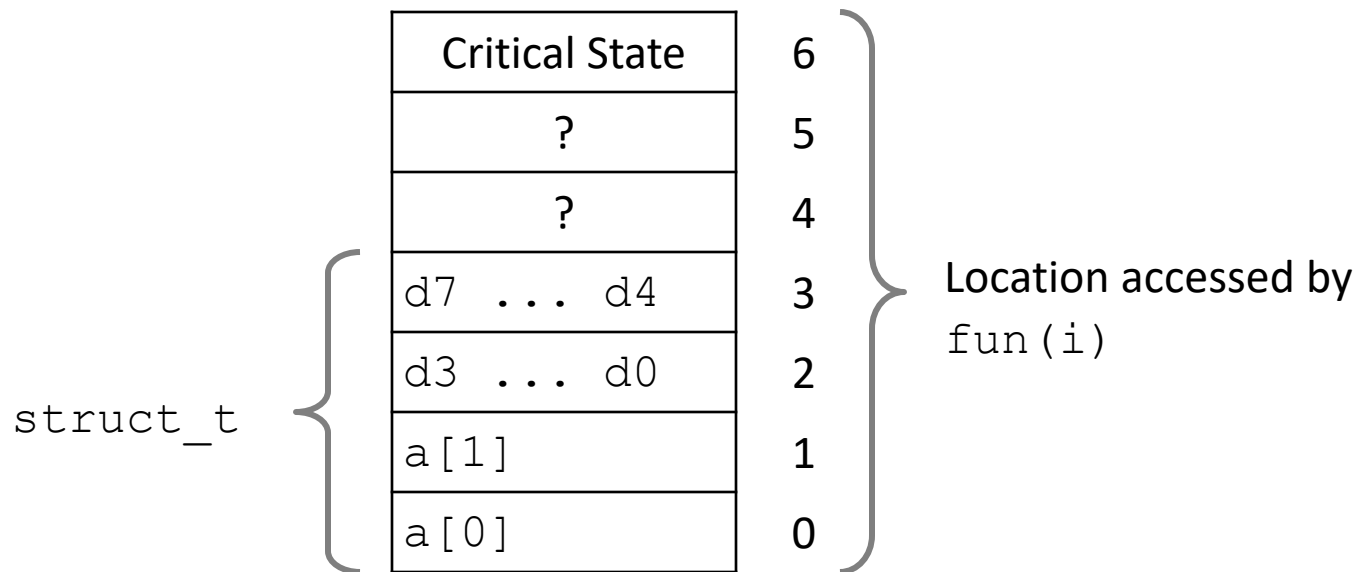 Critical State 6
? 5
? 4
d7 ... d4 3
Location accessed by
fun(i)
d3 ... d0 2
struct_t
a[1] 1
a[0] 0